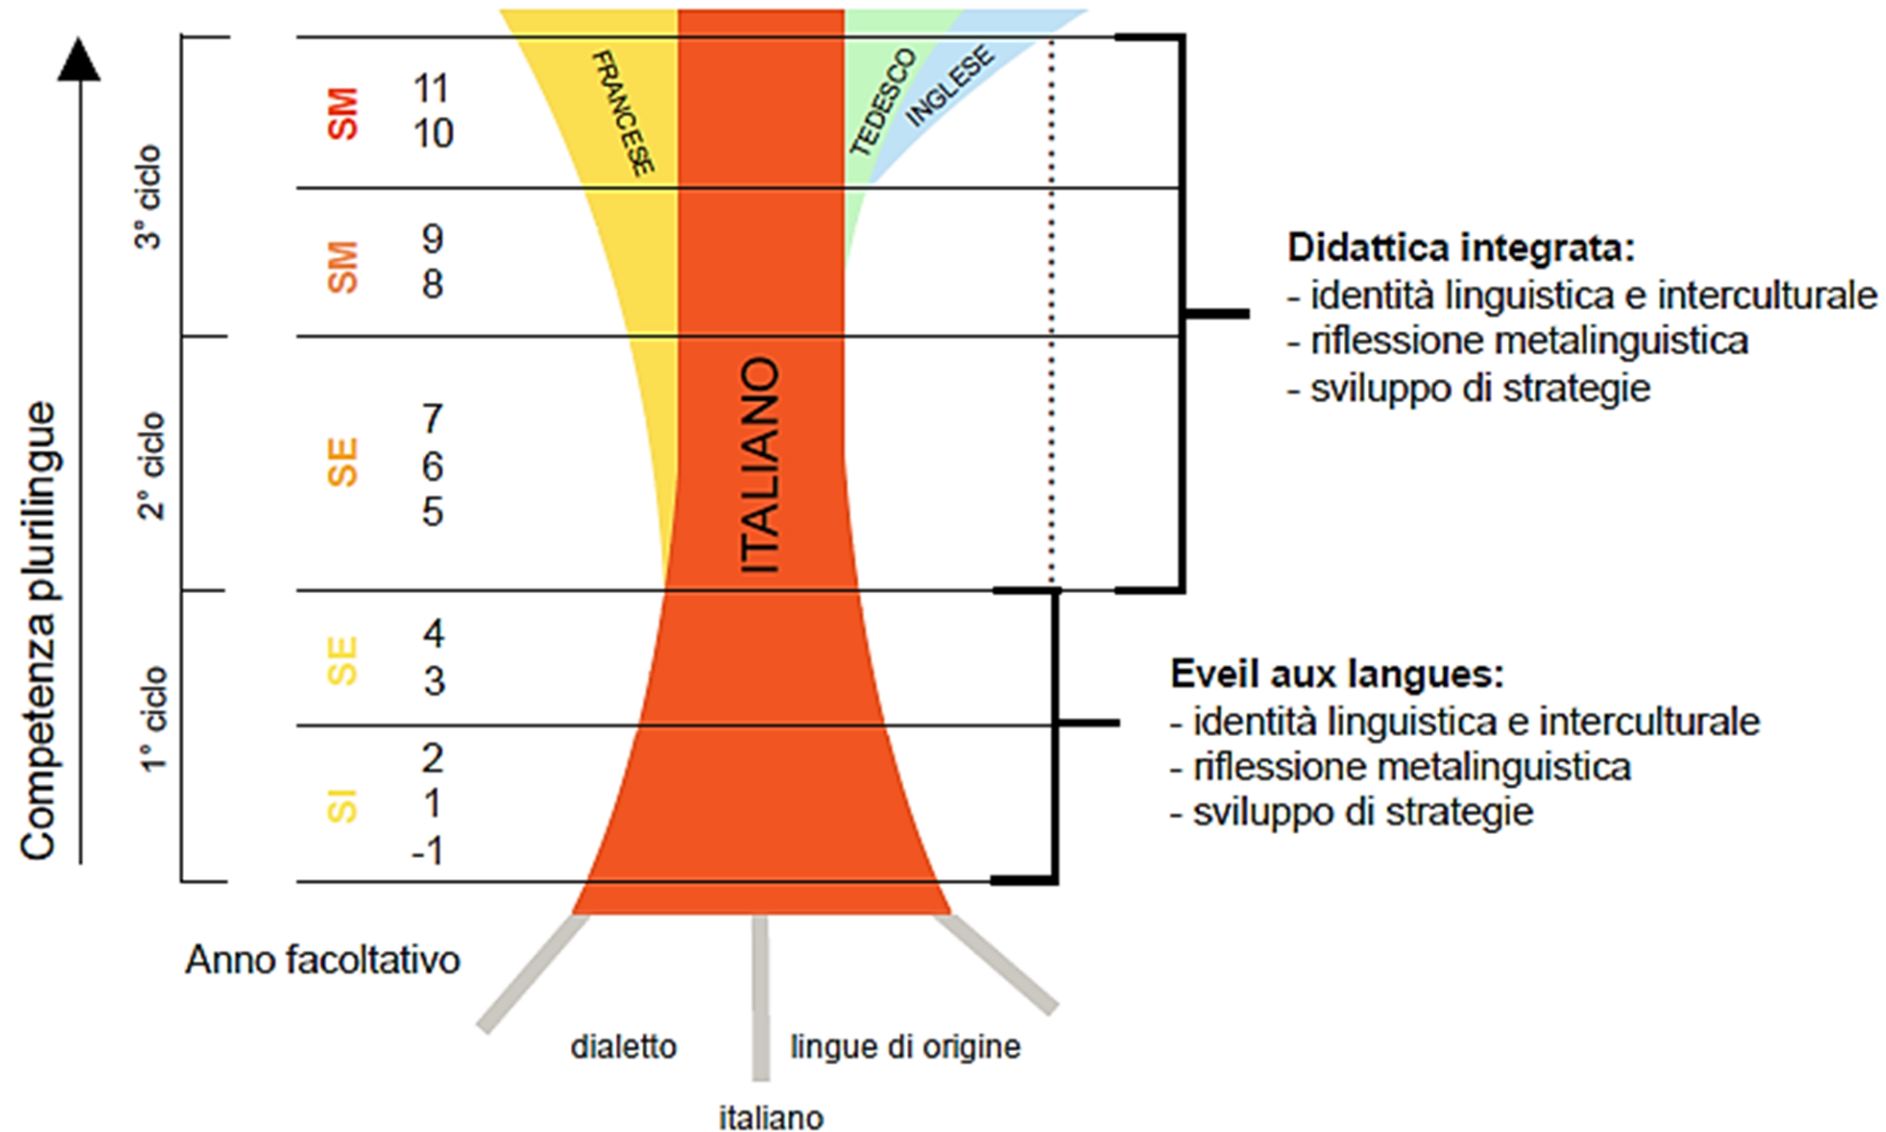 Competenza plurilingue
3° ciclo
2° ciclo
1° ciclo
SM
11
10
SM
9
8
SE
7
6
5
SE
4
3
SI
2
1
-1
Anno facoltativo
FRANCESE
ITALIANO
TEDESCO
INGLESE
Didattica integrata:
- identità linguistica e interculturale
- riflessione metalinguistica
- sviluppo di strategie
Eveil aux langues:
- identità linguistica e interculturale
- riflessione metalinguistica
- sviluppo di strategie
dialetto
lingue di origine
italiano